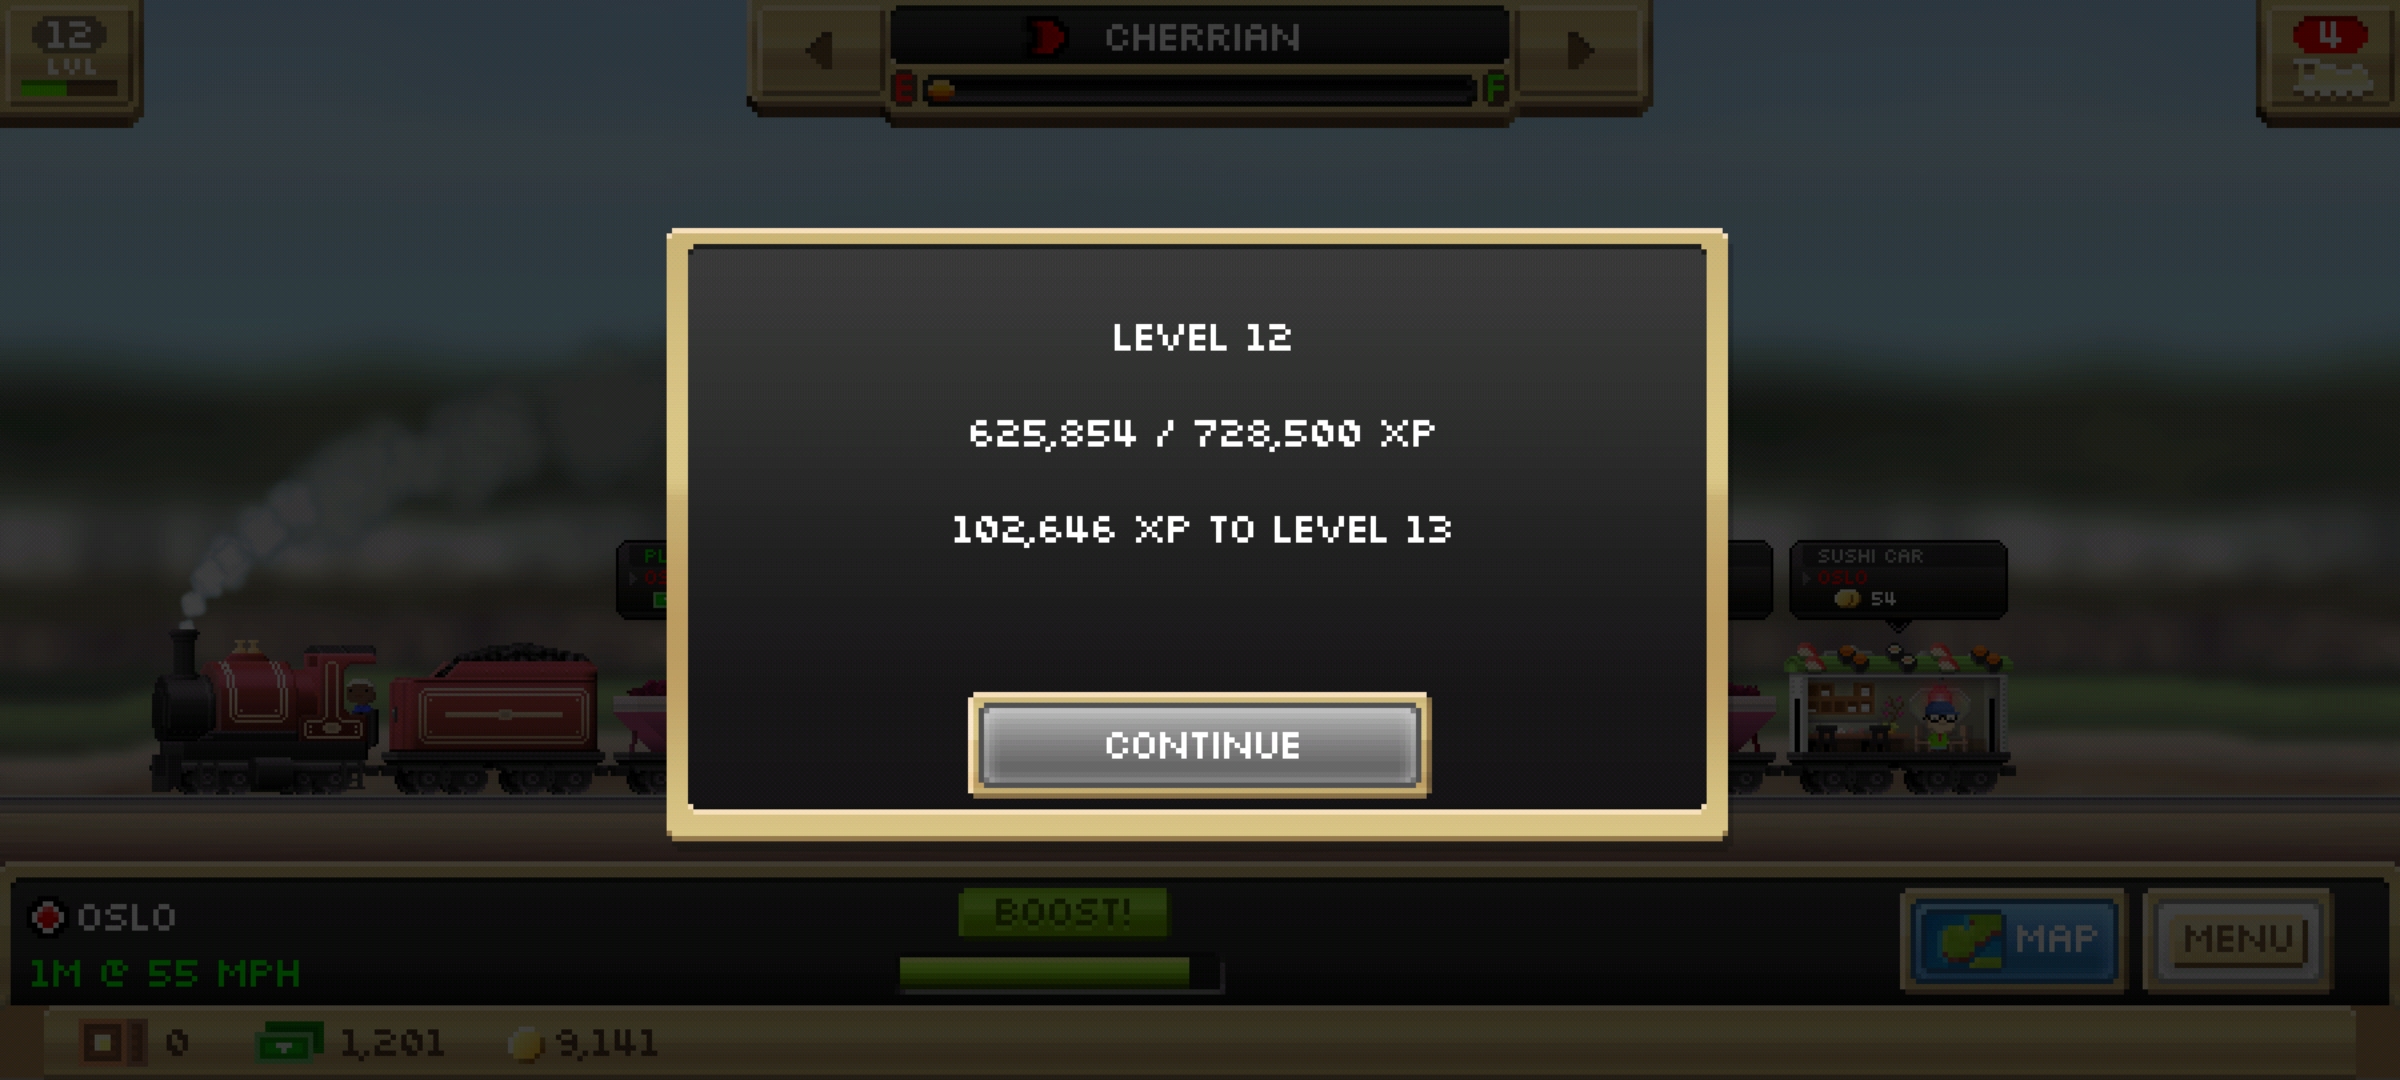 12
LVL
CHERRIAN
E F
4
LEVEL 12
625,854 / 728,500 XP
102,646 XP TO LEVEL 13
CONTINUE
SUSHI CAR
OSLO
54
OSLO
1M @ 55 MPH
BOOST!
MAP
MENU
0 1,201 9,141